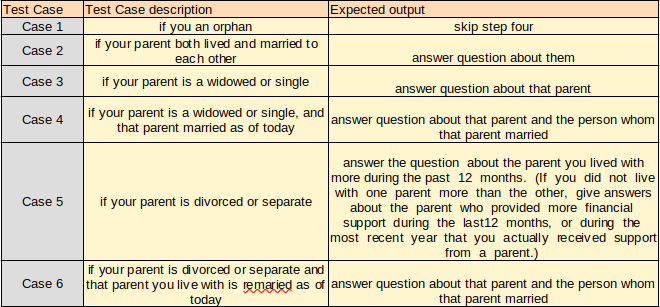 Test Case Test Case description Expected output
Case 1 if you an orphan skip step four
Case 2 if your parent both lived and married to
each other answer question about them
Case 3 if your parent is a widowed or single answer question about that parent
Case 4 if your parent is a widowed or single, and
that parent married as of today answer question about that parent and the person whom
that parent married
Case 5 if your parent is divorced or separate
answer the question about the parent you lived with
more during the past 12 months. (If you did not live
with one parent more than the other, give answers
about the parent who provided more financial
support during the last12 months, or during the
most recent year that you actually received support
from a parent.)
Case 6 if your parent is divorced or separate and
that parent you live with is remaried as of
today answer question about that parent and the person whom
that parent married